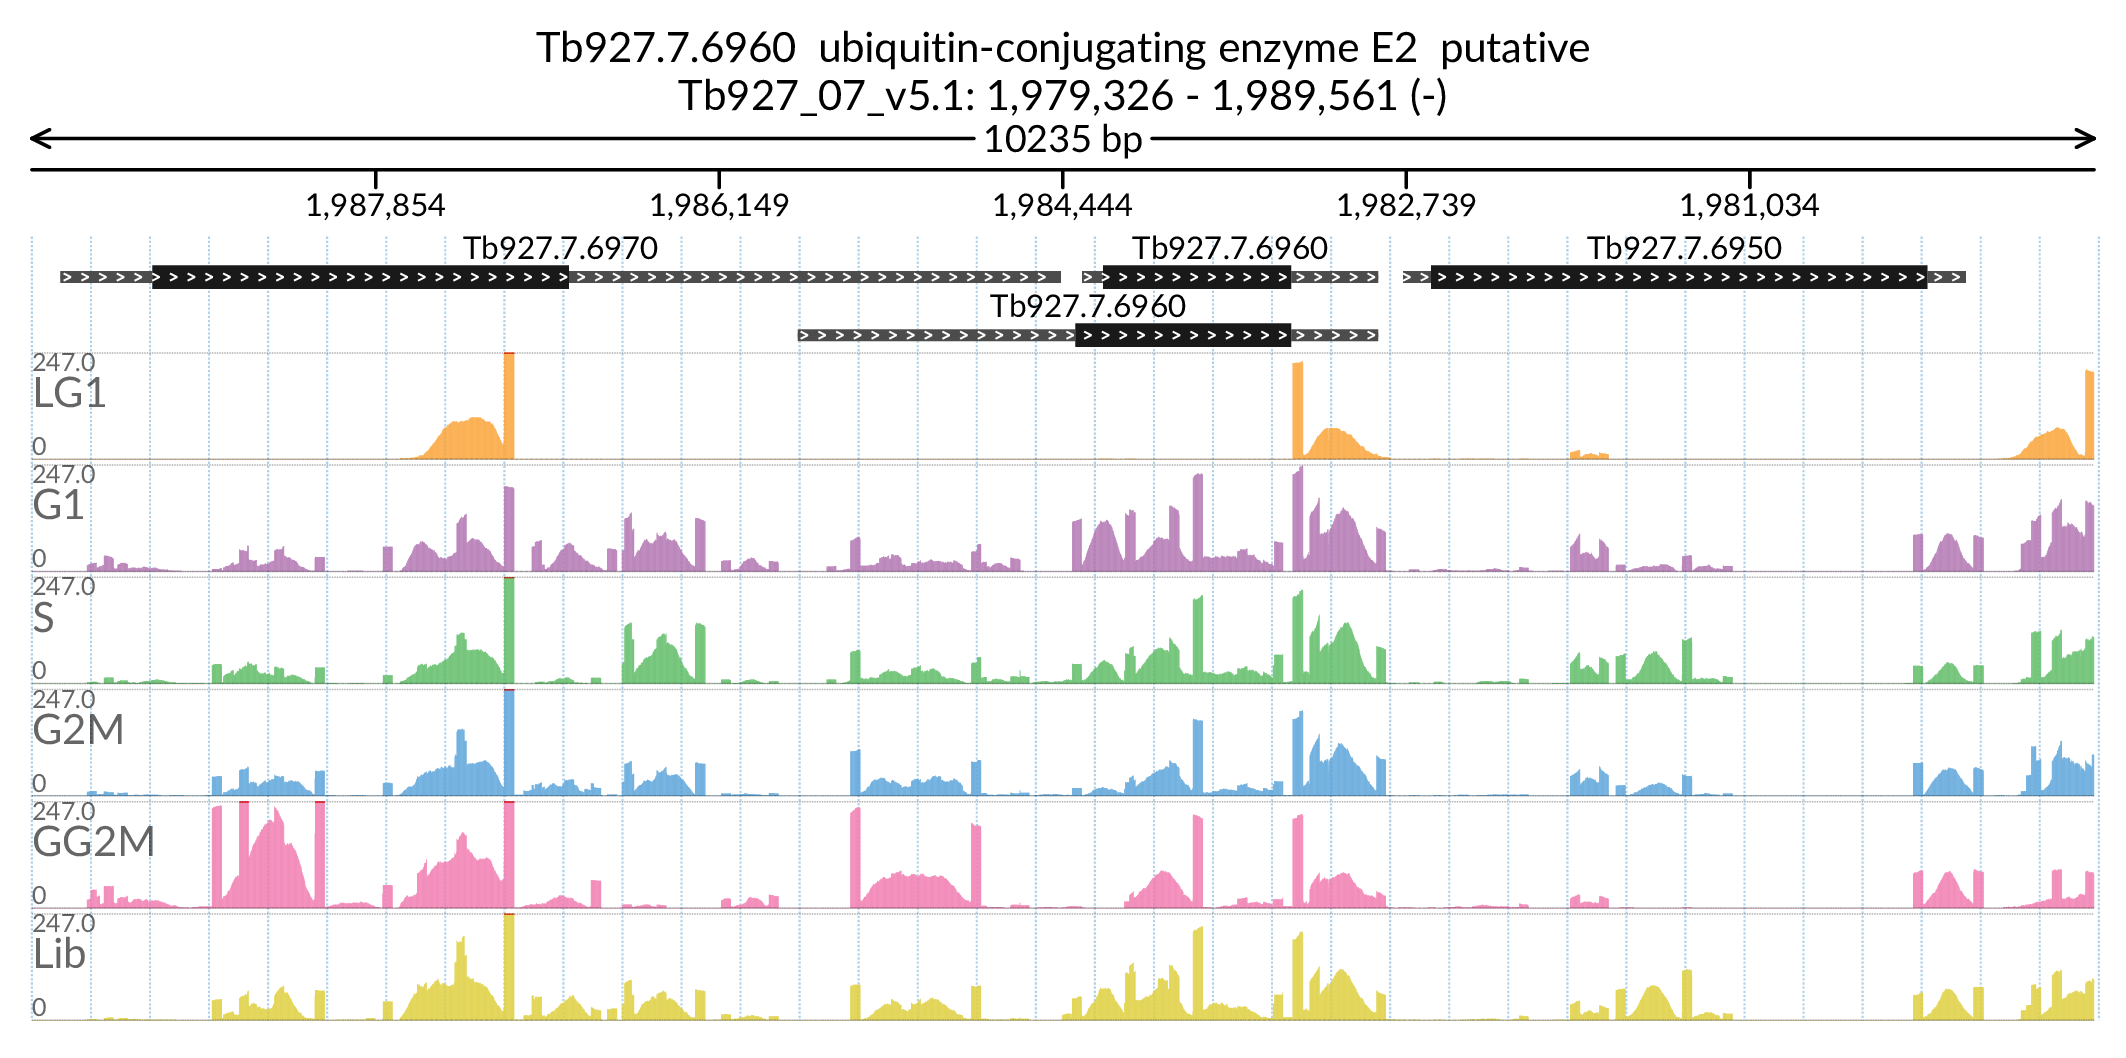 Tb927.7.6960  ubiquitin-conjugating enzyme E2  putative
Tb927_07_v5.1: 1,979,326 - 1,989,561 (-)
10235 bp
1,987,854 1,986,149 1,984,444 1,982,739 1,981,034
Tb927.7.6970 Tb927.7.6960 Tb927.7.6950
Tb927.7.6960
247.0
LG1
0
247.0
G1
0
247.0
S
0
247.0
G2M
0
247.0
GG2M
0
247.0
Lib
0